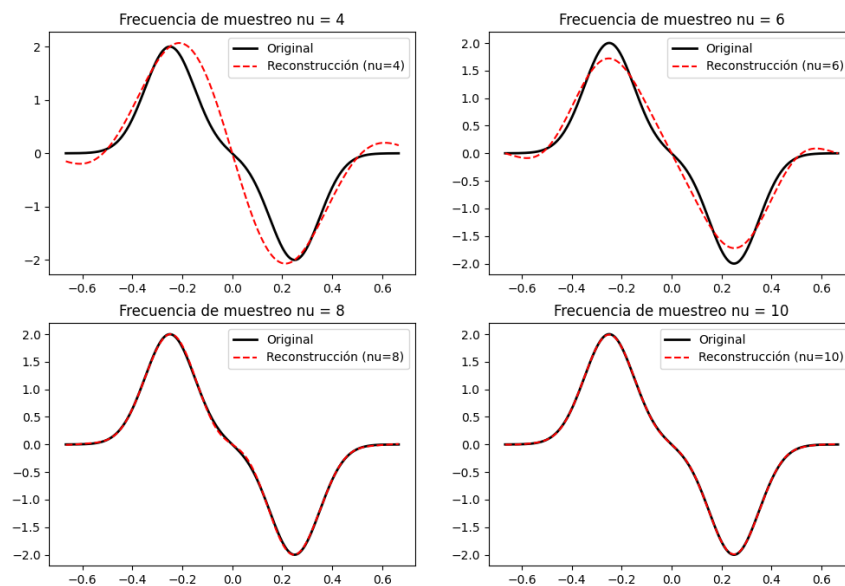 Frecuencia de muestreo nu = 4
Original
Reconstrucción (nu=4)
2
1
0
−1
−2
−0.6 −0.4 −0.2 0.0 0.2 0.4 0.6
Frecuencia de muestreo nu = 6
Original
Reconstrucción (nu=6)
2.0
1.5
1.0
0.5
0.0
−0.5
−1.0
−1.5
−2.0
−0.6 −0.4 −0.2 0.0 0.2 0.4 0.6
Frecuencia de muestreo nu = 8
Original
Reconstrucción (nu=8)
2.0
1.5
1.0
0.5
0.0
−0.5
−1.0
−1.5
−2.0
−0.6 −0.4 −0.2 0.0 0.2 0.4 0.6
Frecuencia de muestreo nu = 10
Original
Reconstrucción (nu=10)
2.0
1.5
1.0
0.5
0.0
−0.5
−1.0
−1.5
−2.0
−0.6 −0.4 −0.2 0.0 0.2 0.4 0.6